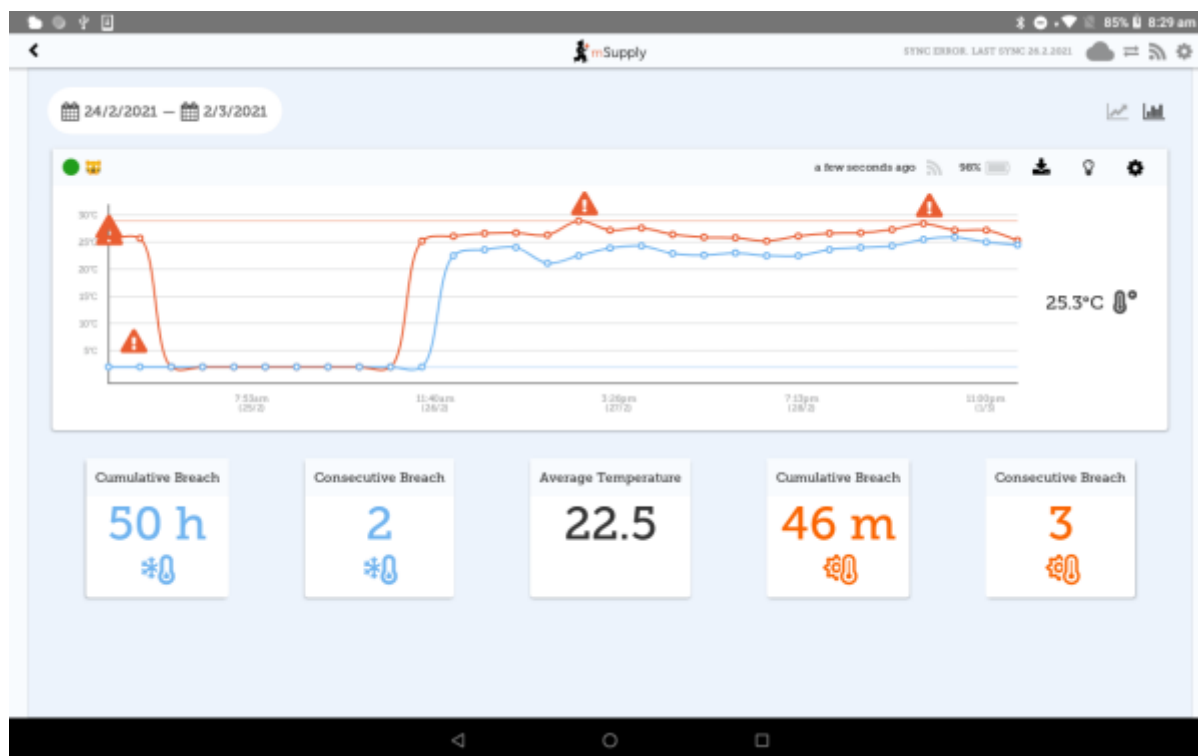 85% 8:29 am
mSupply
SYNC ERROR. LAST SYNC 26.2.2021
24/2/2021 — 2/3/2021
a few seconds ago 98%
30°C
25°C
20°C
15°C
10°C
5°C
25.3°C
7:53am 11:40am 3:26pm 7:13pm 11:00pm
(25/2) (26/2) (27/2) (28/2) (1/3)
Cumulative Breach Consecutive Breach Average Temperature Cumulative Breach Consecutive Breach
50 h 2 22.5 46 m 3